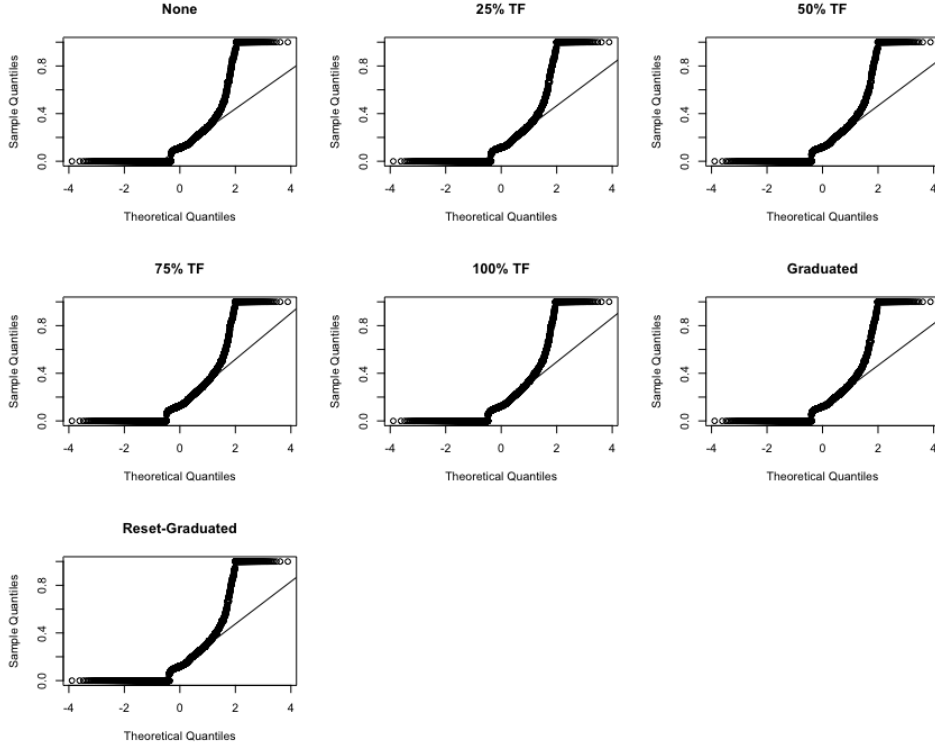 None
25% TF
50% TF
Sample Quantiles
0.0 0.4 0.8
-4 -2 0 2 4
Theoretical Quantiles
Sample Quantiles
0.0 0.4 0.8
-4 -2 0 2 4
Theoretical Quantiles
Sample Quantiles
0.0 0.4 0.8
-4 -2 0 2 4
Theoretical Quantiles
75% TF
100% TF
Graduated
Sample Quantiles
0.0 0.4 0.8
-4 -2 0 2 4
Theoretical Quantiles
Sample Quantiles
0.0 0.4 0.8
-4 -2 0 2 4
Theoretical Quantiles
Sample Quantiles
0.0 0.4 0.8
-4 -2 0 2 4
Theoretical Quantiles
Reset-Graduated
Sample Quantiles
0.0 0.4 0.8
-4 -2 0 2 4
Theoretical Quantiles